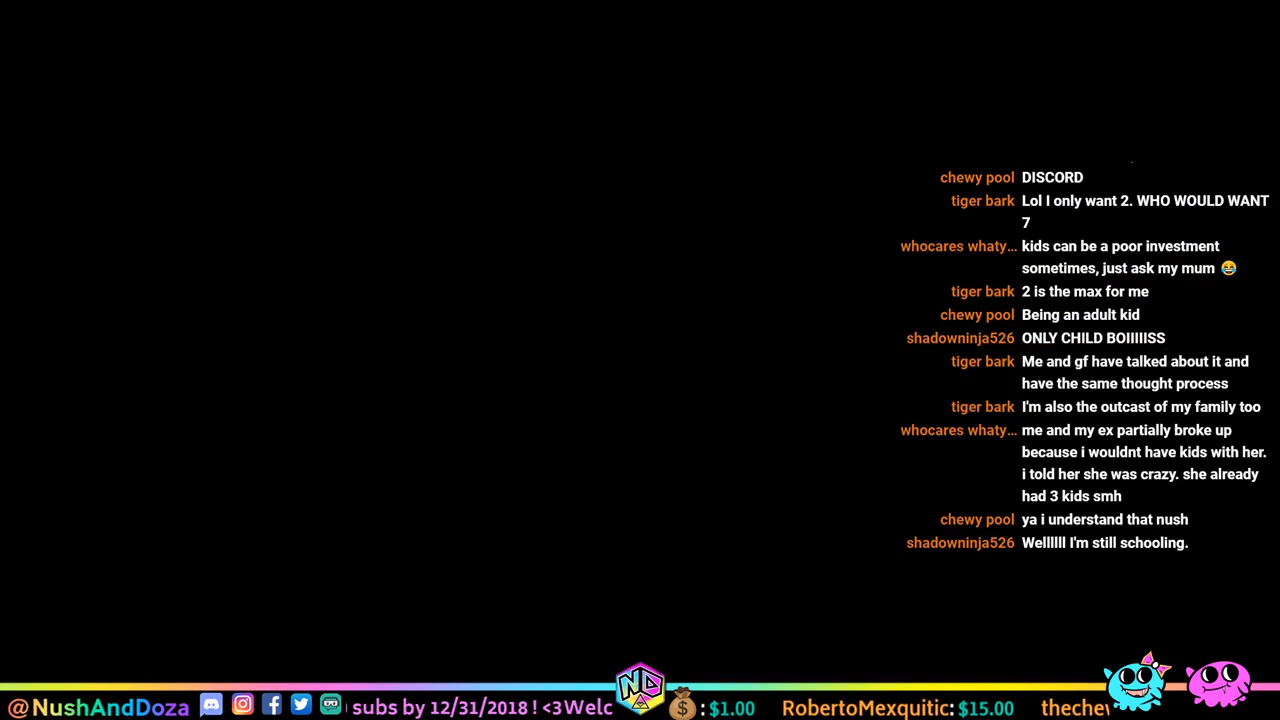 chewy pool DISCORD
tiger bark Lol I only want 2. WHO WOULD WANT
7
whocares whaty… kids can be a poor investment
sometimes, just ask my mum 😂
tiger bark 2 is the max for me
chewy pool Being an adult kid
shadowninja526 ONLY CHILD BOIIIIISS
tiger bark Me and gf have talked about it and
have the same thought process
tiger bark I'm also the outcast of my family too
whocares whaty… me and my ex partially broke up
because i wouldnt have kids with her.
i told her she was crazy. she already
had 3 kids smh
chewy pool ya i understand that nush
shadowninja526 Wellllll I'm still schooling.
@NushAndDoza subs by 12/31/2018 ! <3Welc ND : $1.00 RobertoMexquitic: $15.00 thechev